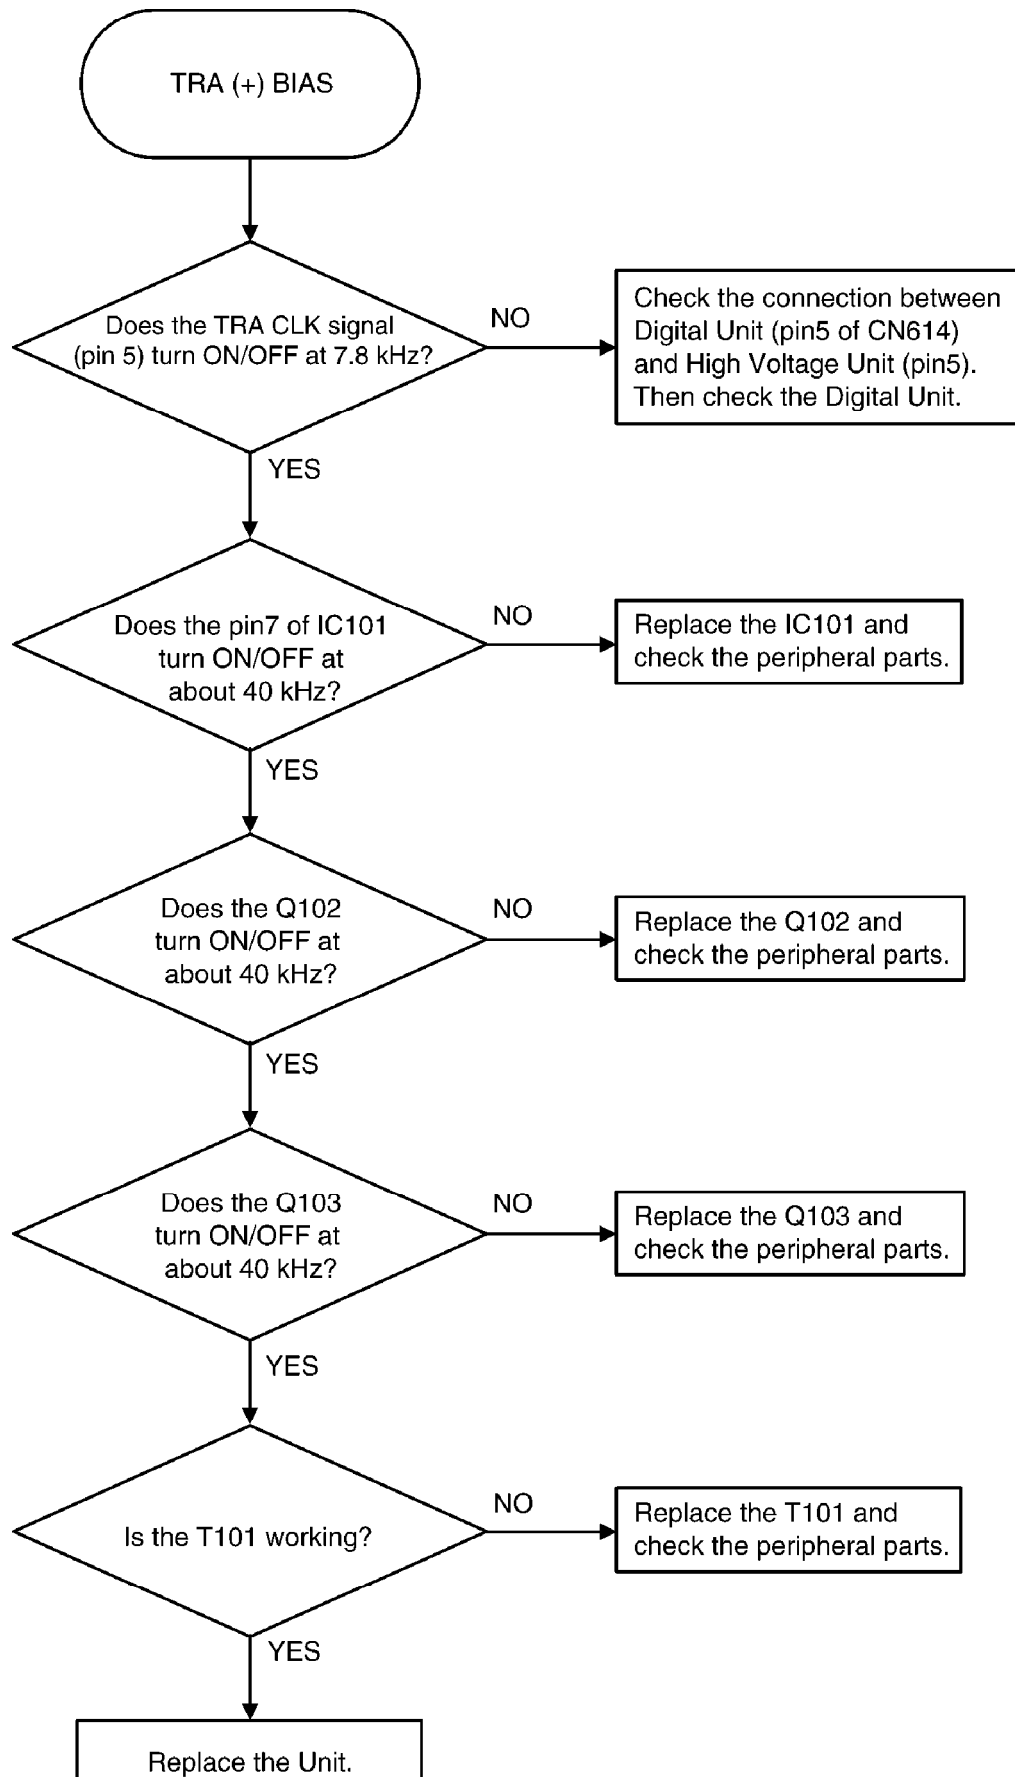 TRA (+) BIAS
Does the TRA CLK signal
(pin 5) turn ON/OFF at 7.8 kHz?
NO
Check the connection between
Digital Unit (pin5 of CN614)
and High Voltage Unit (pin5).
Then check the Digital Unit.
YES
Does the pin7 of IC101
turn ON/OFF at
about 40 kHz?
NO
Replace the IC101 and
check the peripheral parts.
YES
Does the Q102
turn ON/OFF at
about 40 kHz?
NO
Replace the Q102 and
check the peripheral parts.
YES
Does the Q103
turn ON/OFF at
about 40 kHz?
NO
Replace the Q103 and
check the peripheral parts.
YES
Is the T101 working?
NO
Replace the T101 and
check the peripheral parts.
YES
Replace the Unit.